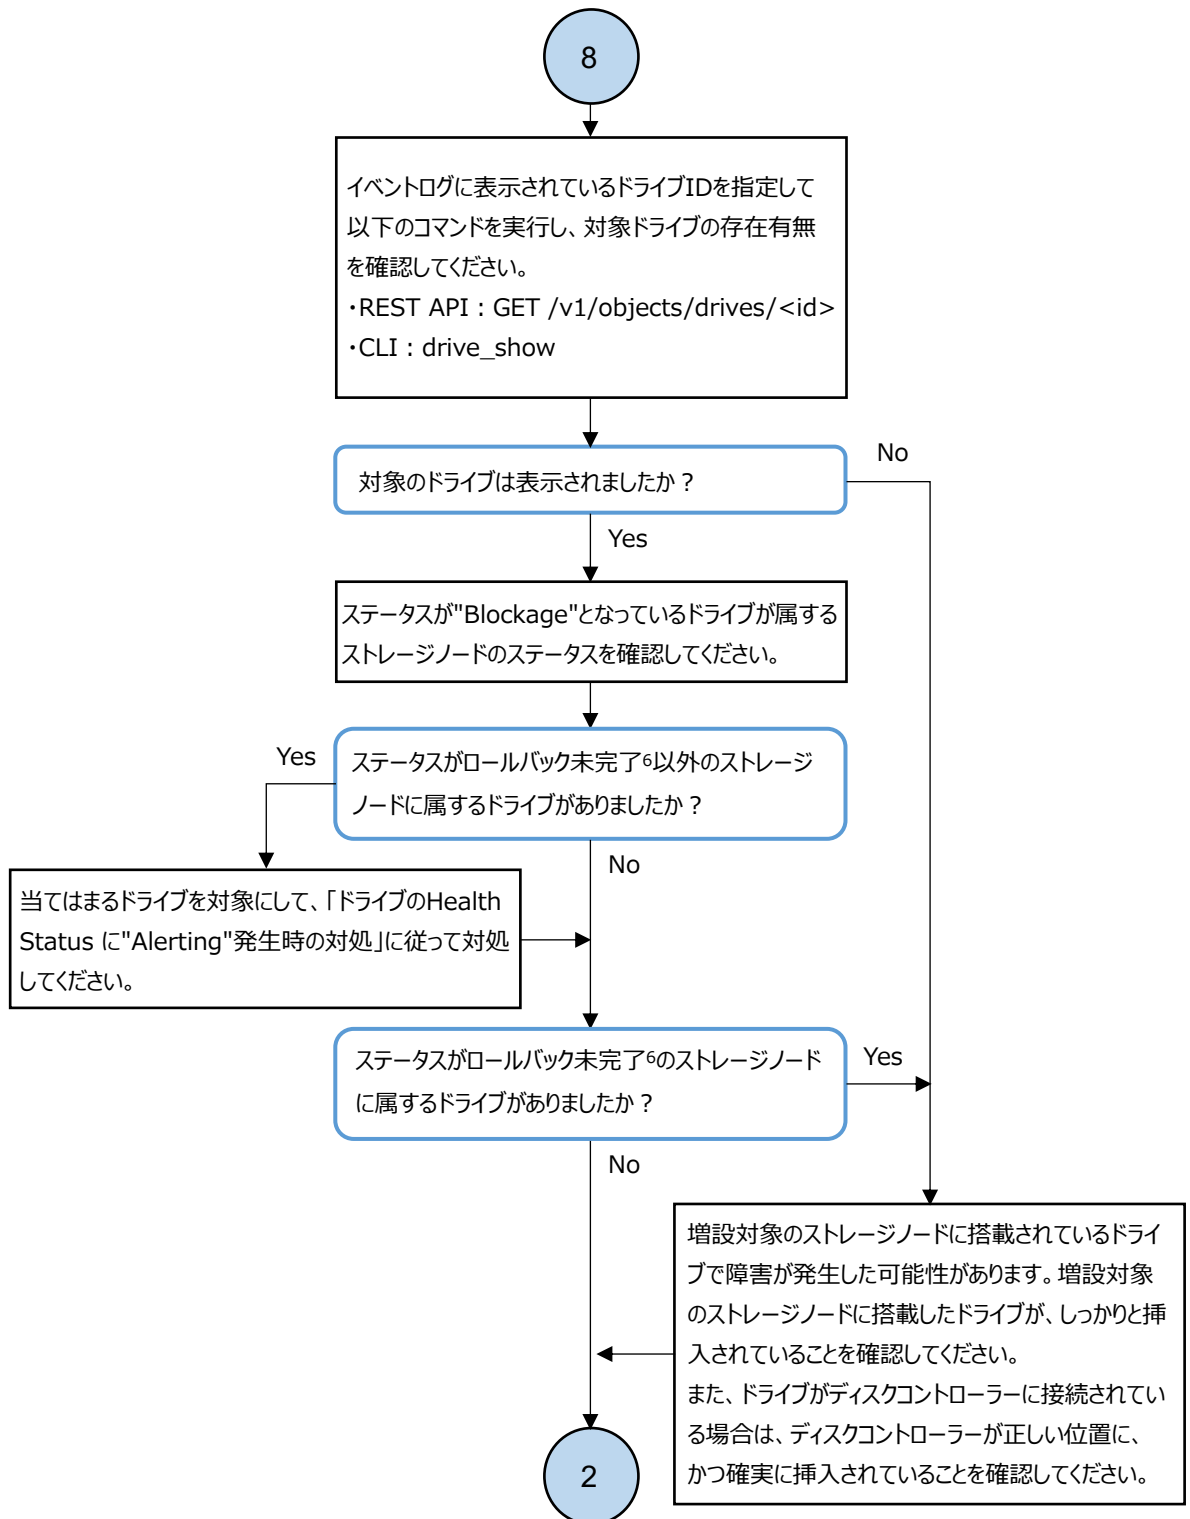 8
イベントログに表示されているドライブIDを指定して
以下のコマンドを実行し、対象ドライブの存在有無
を確認してください。
・REST API：GET /v1/objects/drives/<id>
・CLI：drive_show
対象のドライブは表示されましたか？
No
Yes
ステータスが"Blockage"となっているドライブが属する
ストレージノードのステータスを確認してください。
Yes
ステータスがロールバック未完了6以外のストレージ
ノードに属するドライブがありましたか？
No
当てはまるドライブを対象にして、「ドライブのHealth
Status に"Alerting"発生時の対処」に従って対処
してください。
ステータスがロールバック未完了6のストレージノード
に属するドライブがありましたか？
Yes
No
増設対象のストレージノードに搭載されているドライ
ブで障害が発生した可能性があります。増設対象
のストレージノードに搭載したドライブが、しっかりと挿
入されていることを確認してください。
また、ドライブがディスクコントローラーに接続されてい
る場合は、ディスクコントローラーが正しい位置に、
かつ確実に挿入されていることを確認してください。
2